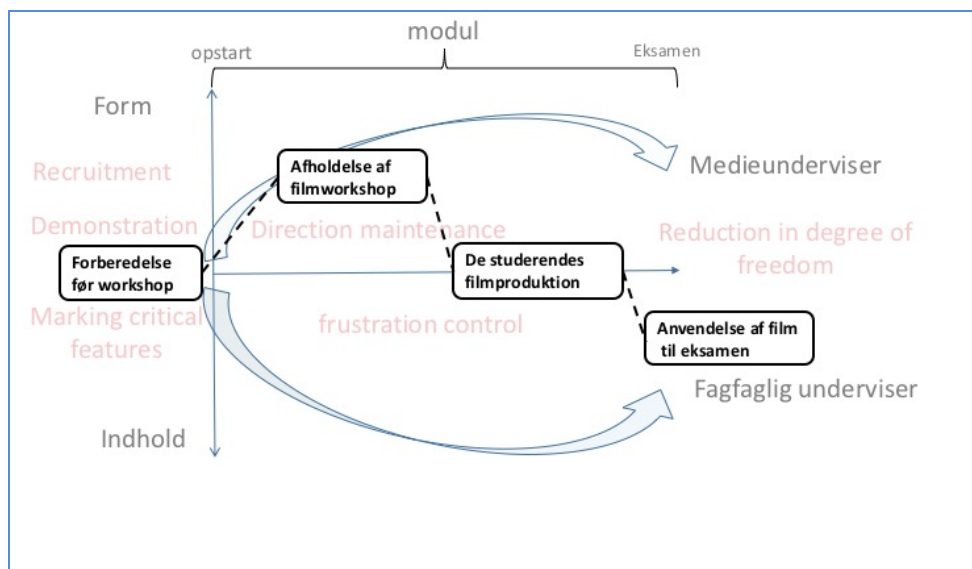 modul
opstart
Eksamen
Form
Recruitment
Afholdelse af
filmworkshop
Medieunderviser
Demonstration
Direction maintenance
Reduction in degree of
freedom
Forberedelse
før workshop
De studerendes
filmproduktion
Marking critical
features
frustration control
Anvendelse af film
til eksamen
Fagfaglig underviser
Indhold